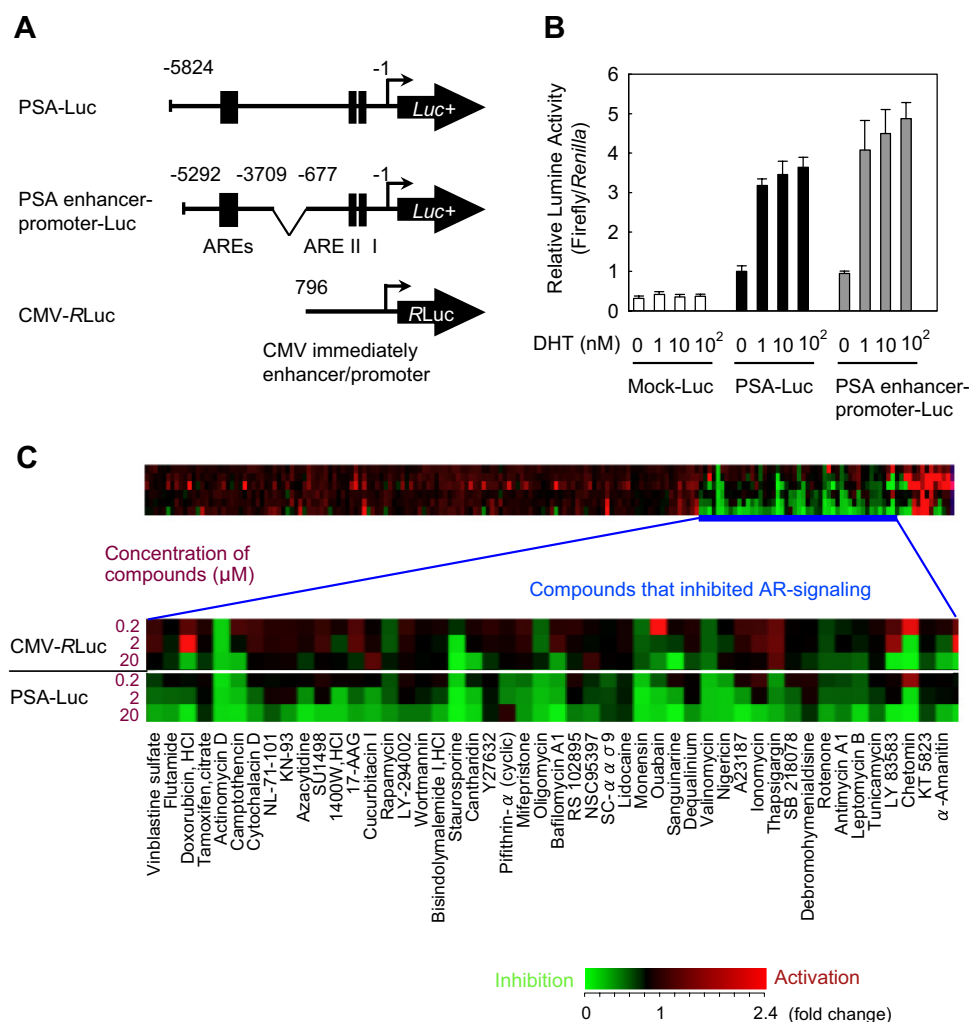 A
-5824
-1
PSA-Luc
Luc+
-5292 -3709 -677 -1
PSA enhancer-
promoter-Luc
Luc+
AREs ARE II I
796
CMV-RLuc
RLuc
CMV immediately
enhancer/promoter
B
Relative Lumine Activity
(Firefly/Renilla)
6
5
4
3
2
1
0
DHT (nM) 0 1 10 10² 0 1 10 10² 0 1 10 10²
Mock-Luc PSA-Luc PSA enhancer-
promoter-Luc
C
Concentration of
compounds (µM)
Compounds that inhibited AR-signaling
CMV-RLuc
0.2
2
20
PSA-Luc
0.2
2
20
Vinblastine sulfate
Flutamide
Doxorubicin, HCl
Tamoxifen,citrate
Actinomycin D
Camptothencin
Cytochalacin D
NL-71-101
KN-93
Azacytidine
SU1498
1400W,HCl
17-AAG
Cucurbitacin I
Rapamycin
LY-294002
Wortmannin
Bisindolymalemide I,HCl
Staurosporine
Cantharidin
Y27632
Pifithrin-α (cyclic)
Mifepristone
Oligomycin
Bafilomycin A1
RS 102895
NSC95397
SC-α α σ 9
Lidocaine
Monensin
Ouabain
Sanguinarine
Dequalinium
Valinomycin
Nigericin
A23187
Ionomycin
Thapsigargin
SB 218078
Debromohymenialdisine
Rotenone
Antimycin A1
Leptomycin B
Tunicamycin
LY 83583
Chetomin
KT 5823
α-Amanitin
Inhibition Activation
0 1 2.4 (fold change)